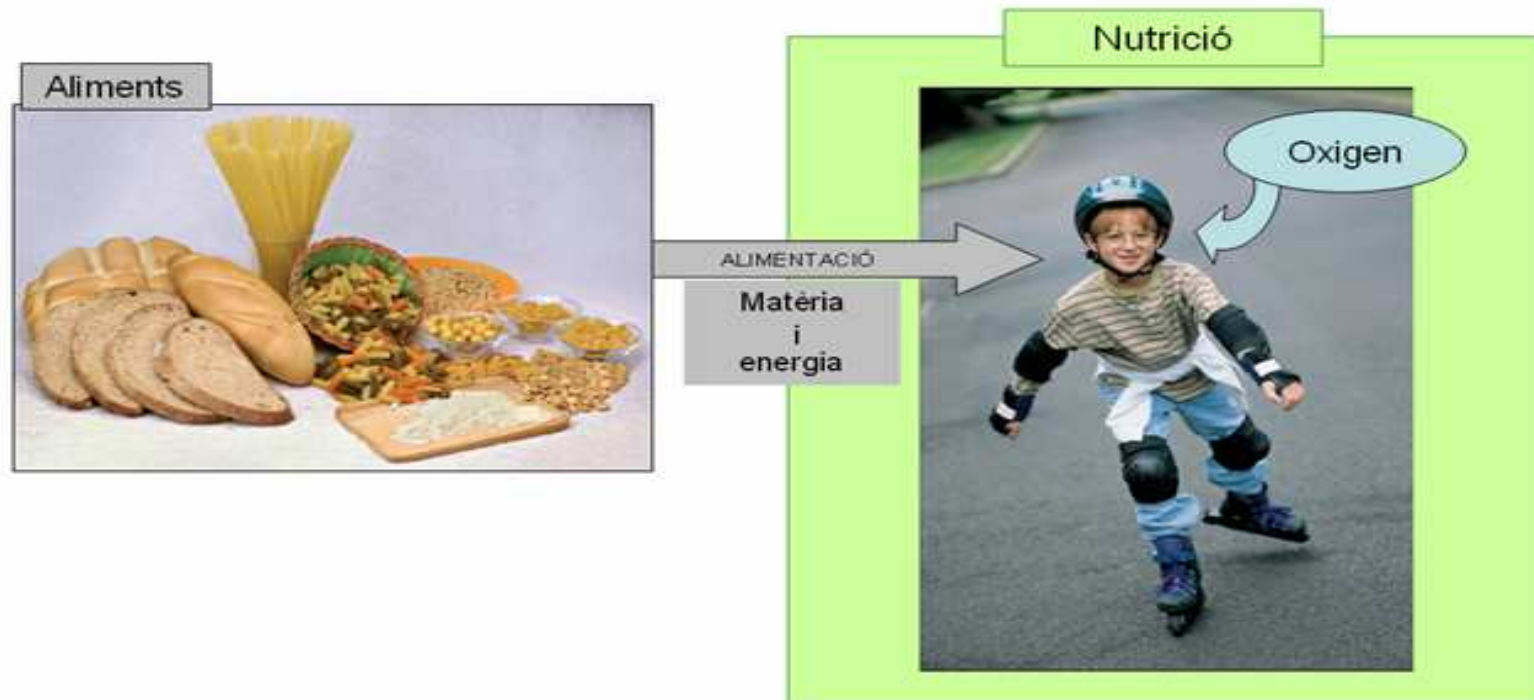 Nutrició
Aliments
Oxigen
ALIMENTACIÓ
Matèria
i
energia